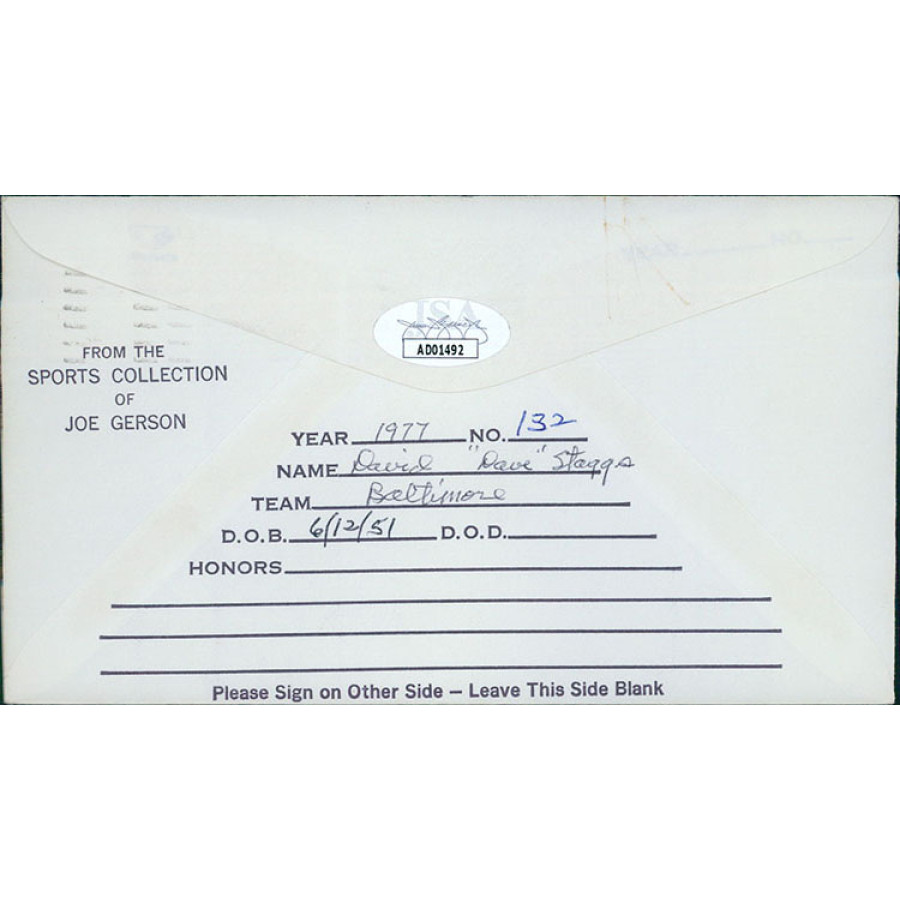 JSA
AD01492
FROM THE
SPORTS COLLECTION
OF
JOE GERSON
YEAR 1977 NO. 132
NAME David "Dave" Staggs
TEAM Baltimore
D.O.B. 6/12/51 D.O.D.
HONORS
Please Sign on Other Side – Leave This Side Blank